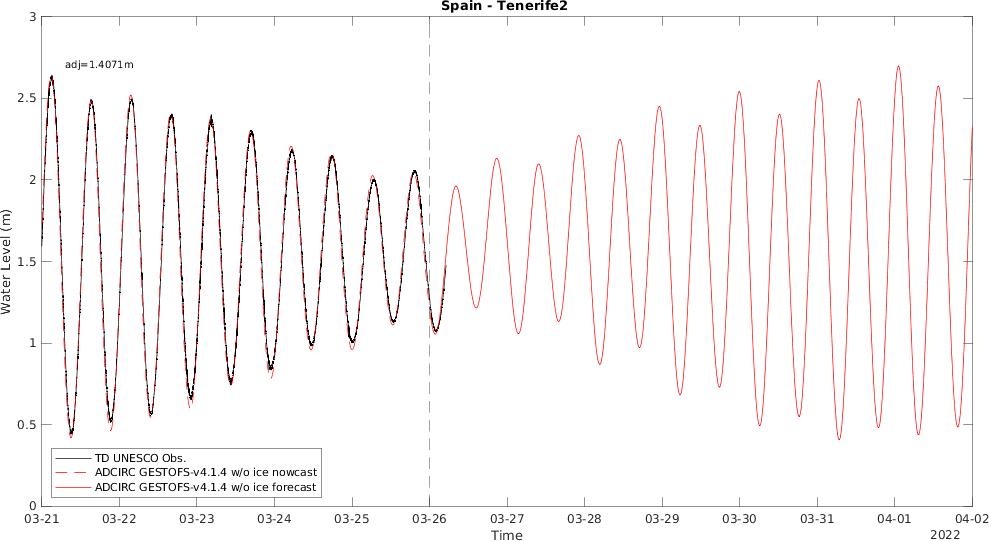 Spain - Tenerife2
adj=1.4071m
3
2.5
2
1.5
1
0.5
0
Water Level (m)
TD UNESCO Obs.
ADCIRC GESTOFS-v4.1.4 w/o ice nowcast
ADCIRC GESTOFS-v4.1.4 w/o ice forecast
03-21 03-22 03-23 03-24 03-25 03-26 03-27 03-28 03-29 03-30 03-31 04-01 04-02
Time
2022